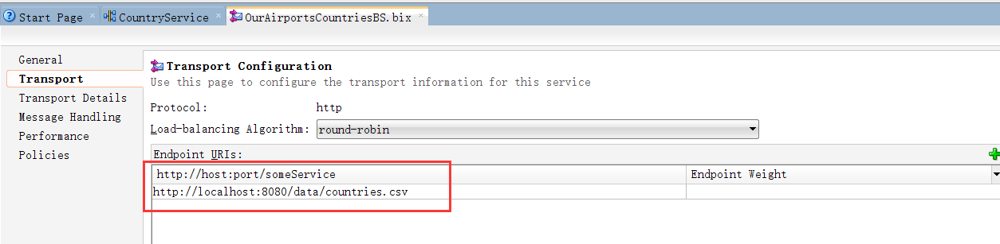 Start Page CountryService OurAirportsCountriesBS.bix
General
Transport
Transport Details
Message Handling
Performance
Policies
Transport Configuration
Use this page to configure the transport information for this service
Protocol: http
Load-balancing Algorithm: round-robin
Endpoint URIs:
http://host:port/someService Endpoint Weight
http://localhost:8080/data/countries.csv